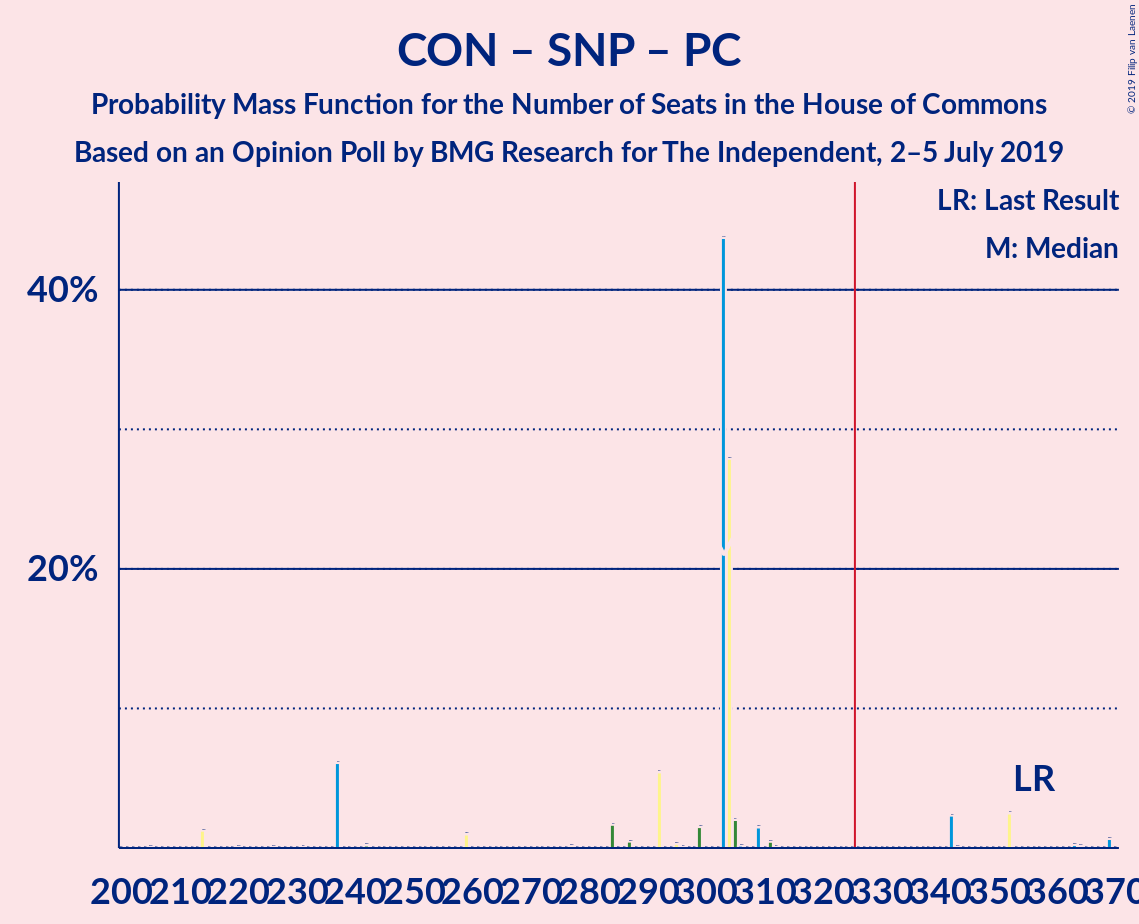 CON – SNP – PC
Probability Mass Function for the Number of Seats in the House of Commons
Based on an Opinion Poll by BMG Research for The Independent, 2–5 July 2019
© 2019 Filip van Laenen
LR: Last Result
M: Median
40%
20%
LR
200 210 220 230 240 250 260 270 280 290 300 310 320 330 340 350 360 370